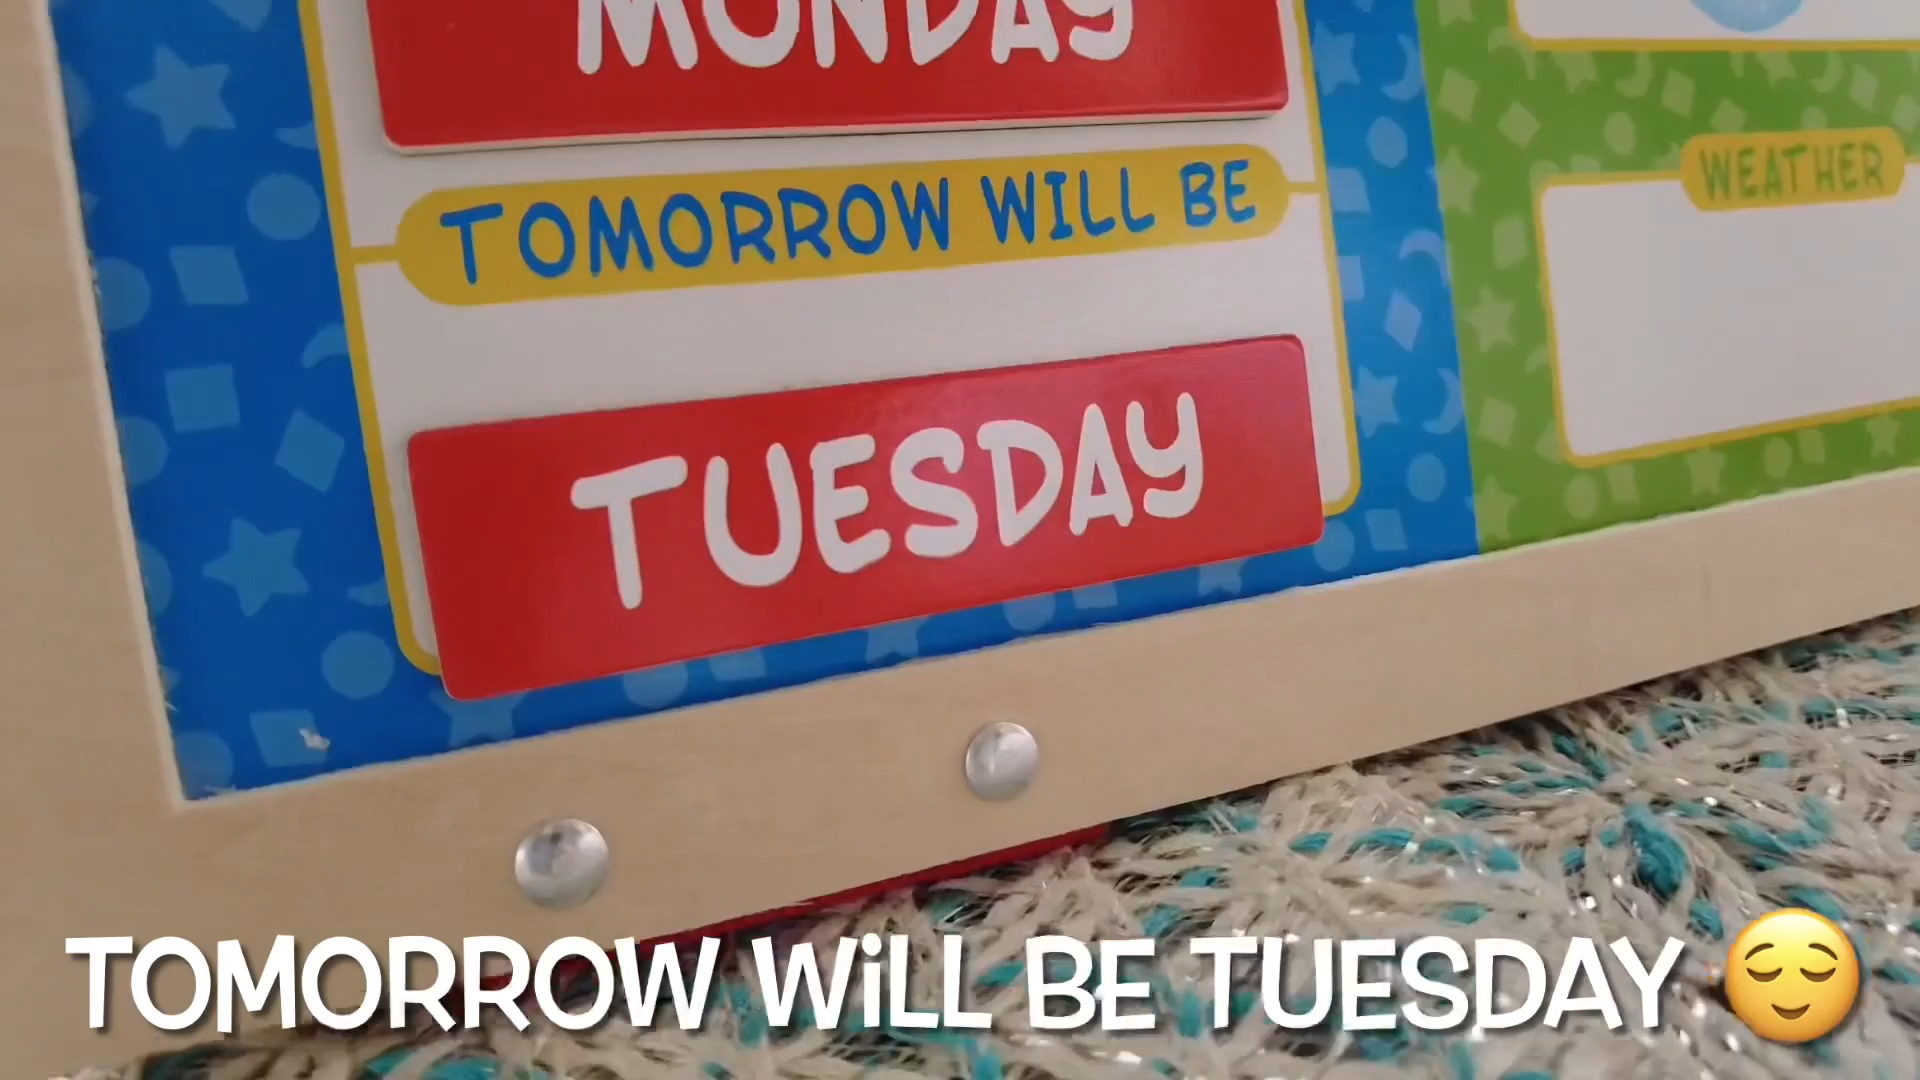 MONDAY
TOMORROW WILL BE
WEATHER
TUESDAY
TOMORROW WiLL BE TUESDAY 😌